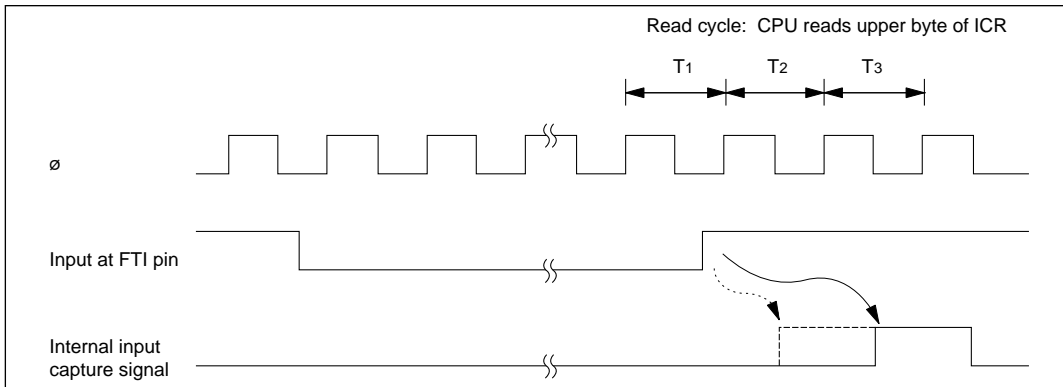 Read cycle: CPU reads upper byte of ICR
T1 T2 T3
ø
Input at FTI pin
Internal input
capture signal